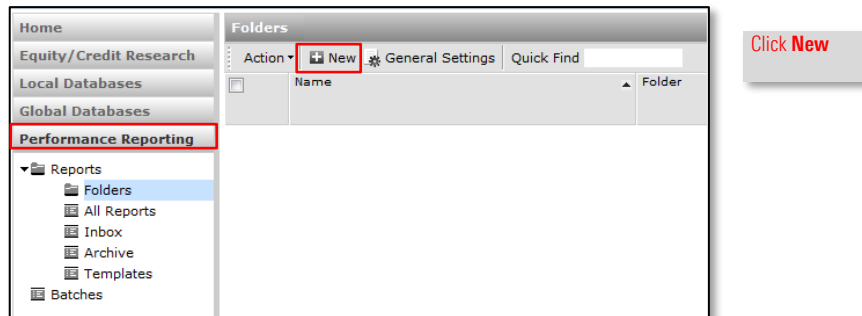 Home
Equity/Credit Research
Local Databases
Global Databases
Performance Reporting
Reports
Folders
All Reports
Inbox
Archive
Templates
Batches
Folders
Action New General Settings Quick Find
Name Folder
Click New